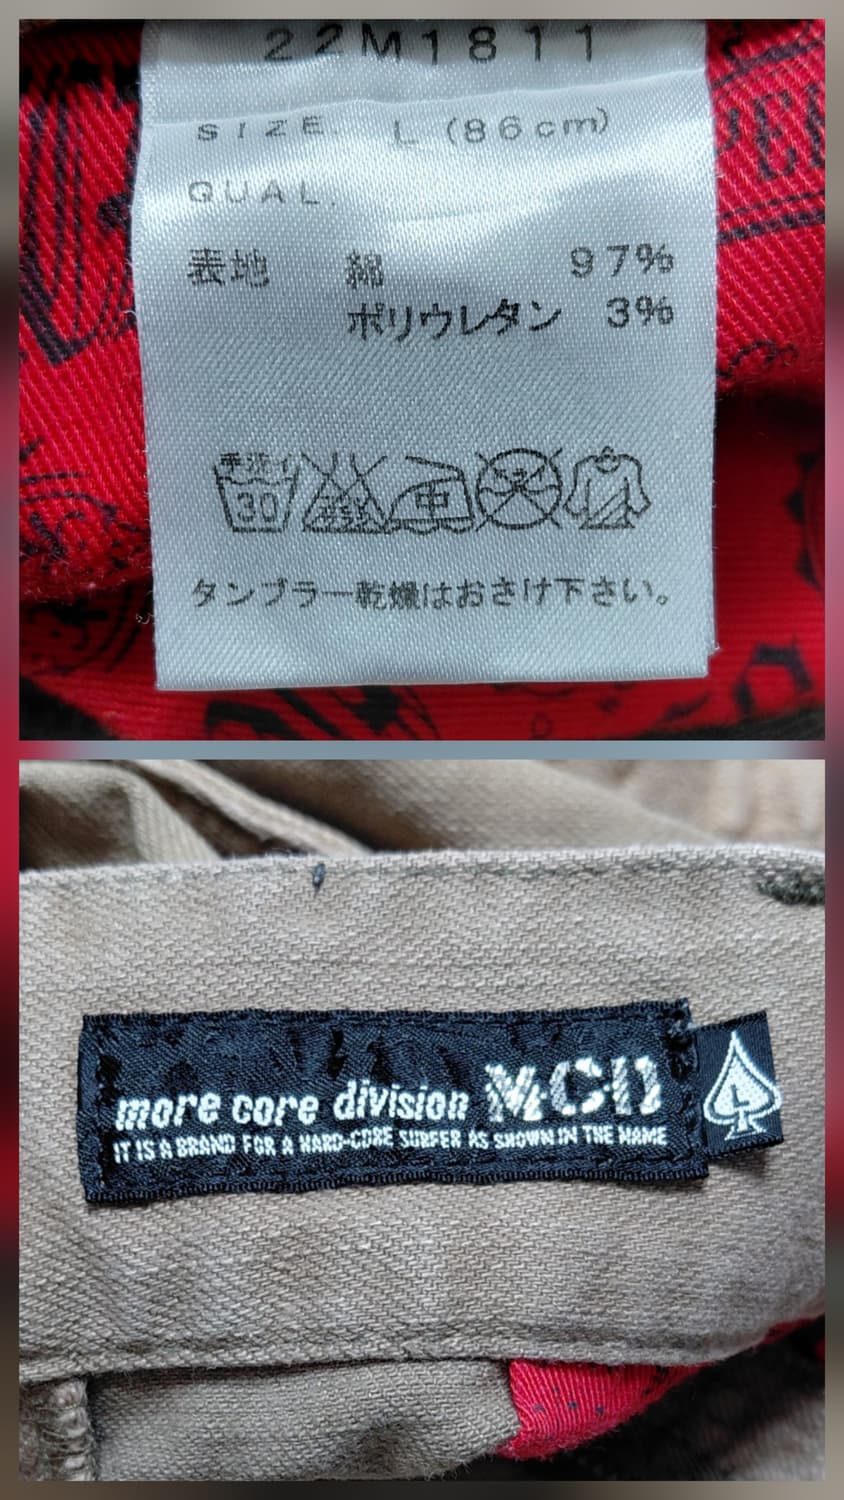 22M1811
SIZE. L (86cm)
QUAL.
表地 綿 97%
ポリウレタン 3%
手洗イ
30
中
タンブラー乾燥はおさけ下さい。
more core division M.C.D
IT IS A BRAND FOR A HARD-CORE SURFER AS SHOWN IN THE NAME
L